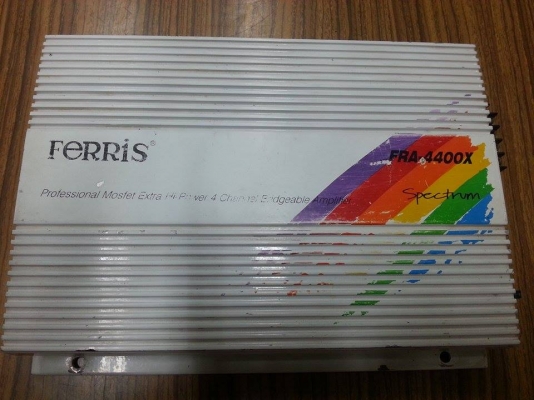 FERRIS®
FRA 4400X
Spectrum
Professional Mosfet Extra Hi-Power 4 Channel Bridgeable Amplifier